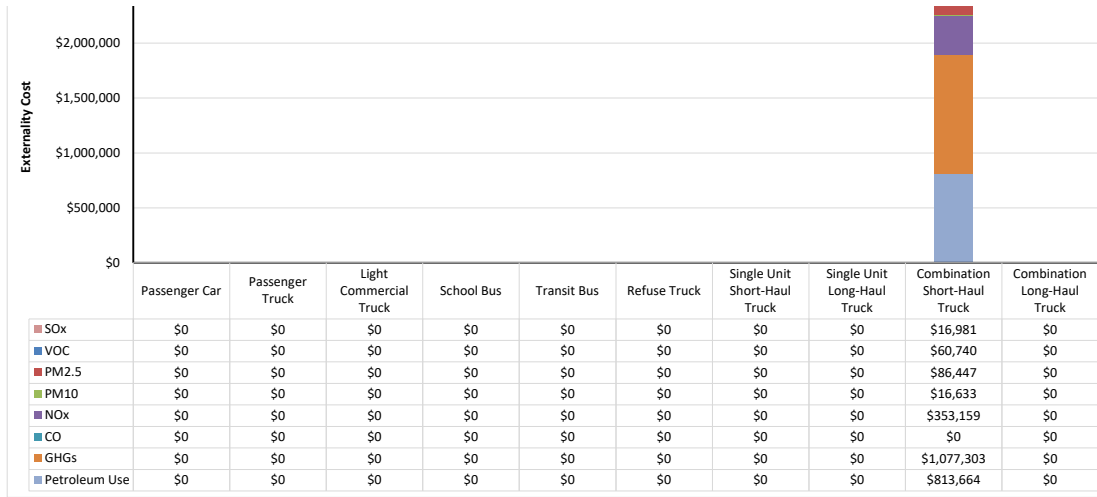 $2,000,000
$1,500,000
$1,000,000
$500,000
$0
Externality Cost
Passenger Car
Passenger
Truck
Light
Commercial
Truck
School Bus
Transit Bus
Refuse Truck
Single Unit
Short-Haul
Truck
Single Unit
Long-Haul
Truck
Combination
Short-Haul
Truck
Combination
Long-Haul
Truck
SOx $0 $0 $0 $0 $0 $0 $0 $0 $16,981 $0
VOC $0 $0 $0 $0 $0 $0 $0 $0 $60,740 $0
PM2.5 $0 $0 $0 $0 $0 $0 $0 $0 $86,447 $0
PM10 $0 $0 $0 $0 $0 $0 $0 $0 $16,633 $0
NOx $0 $0 $0 $0 $0 $0 $0 $0 $353,159 $0
CO $0 $0 $0 $0 $0 $0 $0 $0 $0 $0
GHGs $0 $0 $0 $0 $0 $0 $0 $0 $1,077,303 $0
Petroleum Use $0 $0 $0 $0 $0 $0 $0 $0 $813,664 $0